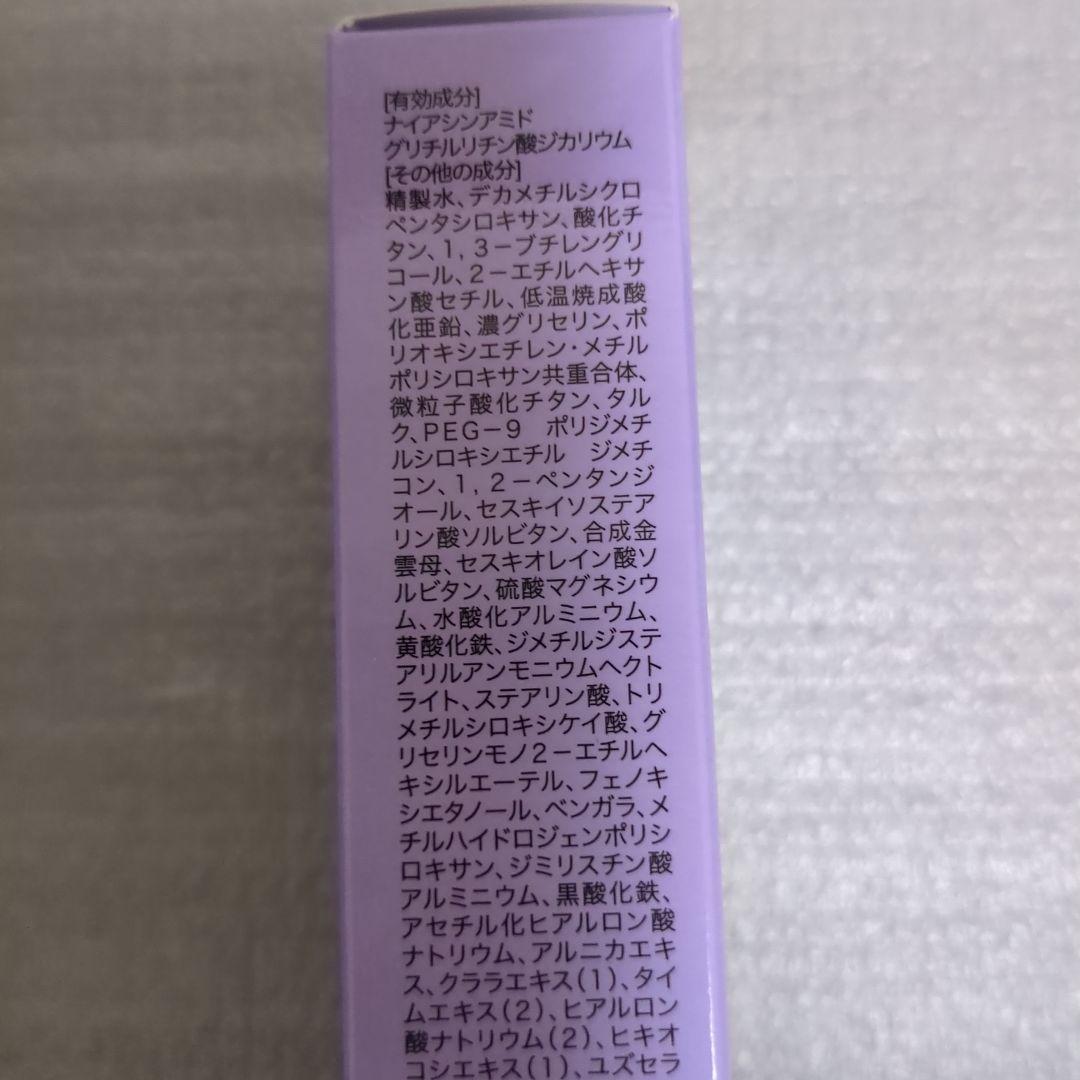 [有効成分]
ナイアシンアミド
グリチルリチン酸ジカリウム
[その他の成分]
精製水、デカメチルシクロ
ペンタシロキサン、酸化チ
タン、1，3－ブチレングリ
コール、2－エチルヘキサ
ン酸セチル、低温焼成酸
化亜鉛、濃グリセリン、ポ
リオキシエチレン・メチル
ポリシロキサン共重合体、
微粒子酸化チタン、タル
ク、PEG－9　ポリジメチ
ルシロキシエチル　ジメチ
コン、1，2－ペンタンジ
オール、セスキイソステア
リン酸ソルビタン、合成金
雲母、セスキオレイン酸ソ
ルビタン、硫酸マグネシウ
ム、水酸化アルミニウム、
黄酸化鉄、ジメチルジステ
アリルアンモニウムヘクト
ライト、ステアリン酸、トリ
メチルシロキシケイ酸、グ
リセリンモノ2－エチルヘ
キシルエーテル、フェノキ
シエタノール、ベンガラ、メ
チルハイドロジェンポリシ
ロキサン、ジミリスチン酸
アルミニウム、黒酸化鉄、
アセチル化ヒアルロン酸
ナトリウム、アルニカエキ
ス、クララエキス（1）、タイ
ムエキス（2）、ヒアルロン
酸ナトリウム（2）、ヒキオ
コシエキス（1）、ユズセラ